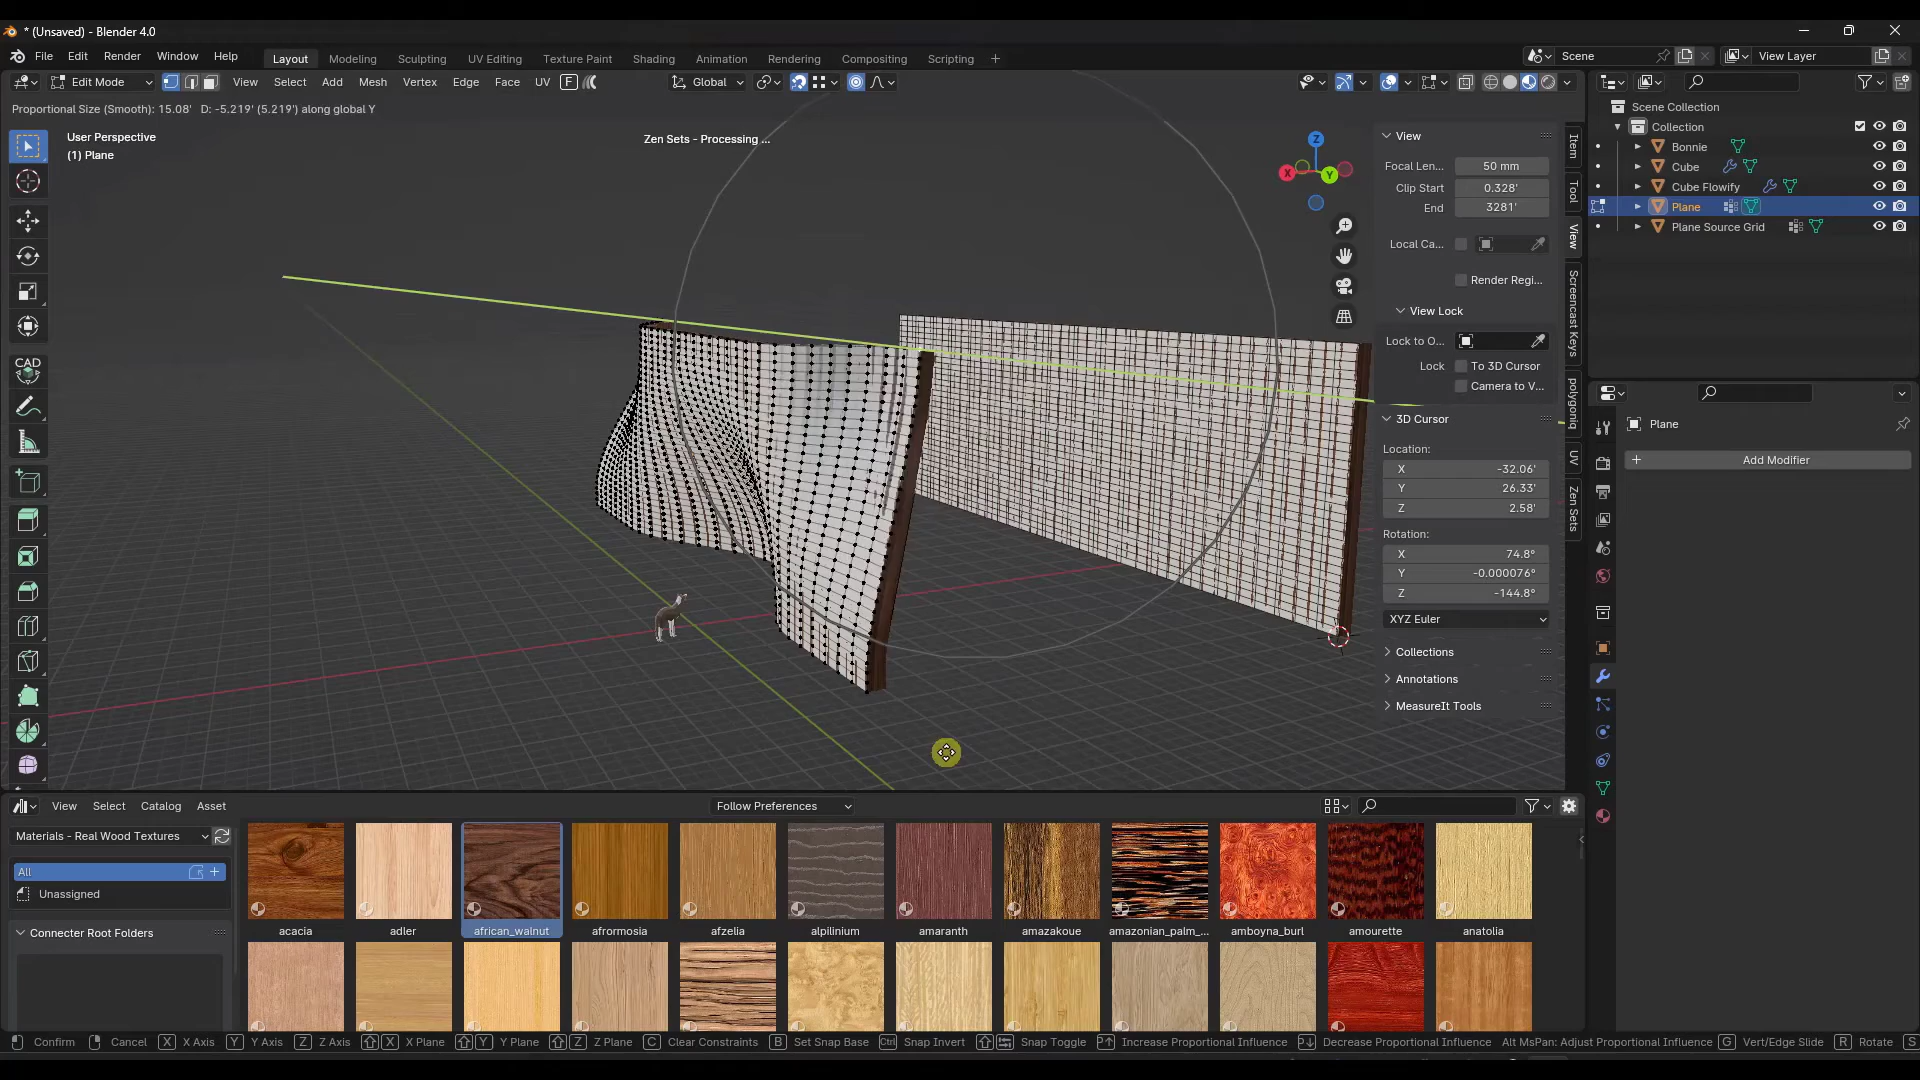 * (Unsaved) - Blender 4.0
File Edit Render Window Help
Layout Modeling Sculpting UV Editing Texture Paint Shading Animation Rendering Compositing Scripting +
Scene
View Layer
Edit Mode
View Select Add Mesh Vertex Edge Face UV
F
Global
Proportional Size (Smooth): 15.08' D: -5.219' (5.219') along global Y
User Perspective
(1) Plane
Zen Sets - Processing ...
Z
X
Y
CAD
View
Focal Len... 50 mm
Clip Start 0.328'
End 3281'
Local Ca...
Render Regi...
View Lock
Lock to O...
Lock To 3D Cursor
Camera to V...
3D Cursor
Location:
X -32.06'
Y 26.33'
Z 2.58'
Rotation:
X 74.8°
Y -0.000076°
Z -144.8°
XYZ Euler
Collections
Annotations
MeasureIt Tools
Item
Tool
View
Screencast Keys
polygoniq
UV
Zen Sets
Scene Collection
Collection
Bonnie
Cube
Cube Flowify
Plane
Plane Source Grid
Plane
+ Add Modifier
View Select Catalog Asset
Follow Preferences
Materials - Real Wood Textures
All
Unassigned
Connecter Root Folders
acacia adler african_walnut afrormosia afzelia alpilinium amaranth amazakoue amazonian_palm_... amboyna_burl amourette anatolia
Confirm Cancel X X Axis Y Y Axis Z Z Axis X X Plane Y Y Plane Z Z Plane C Clear Constraints B Set Snap Base Ctrl Snap Invert Snap Toggle Increase Proportional Influence Decrease Proportional Influence Alt MsPan: Adjust Proportional Influence G Vert/Edge Slide R Rotate S